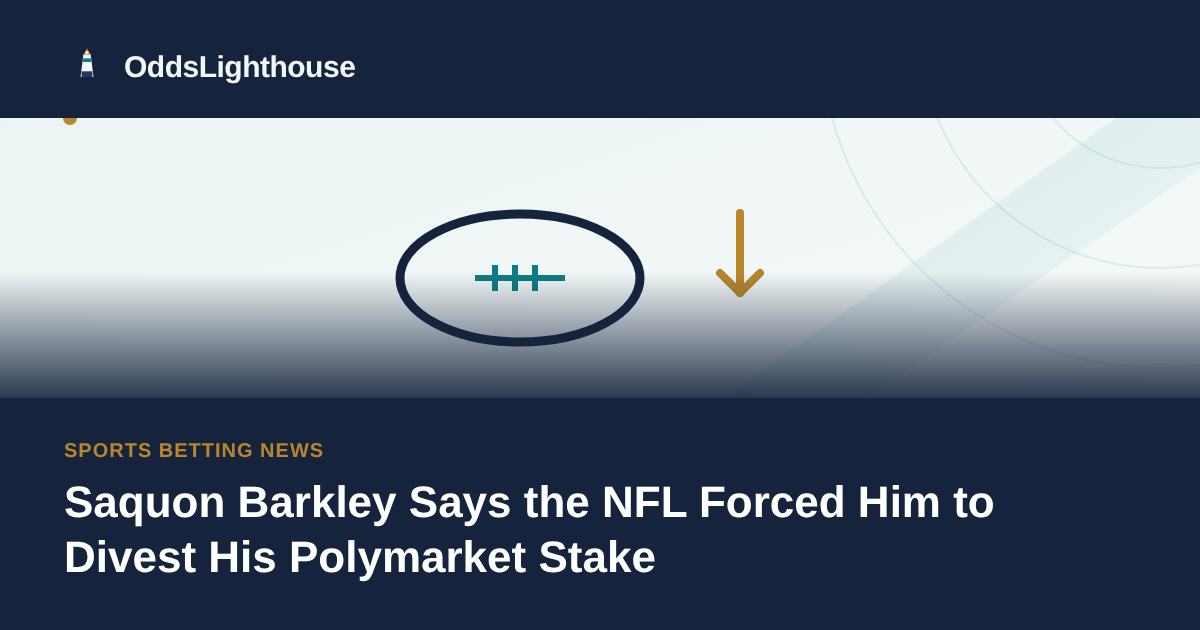 OddsLighthouse
SPORTS BETTING NEWS
Saquon Barkley Says the NFL Forced Him to
Divest His Polymarket Stake